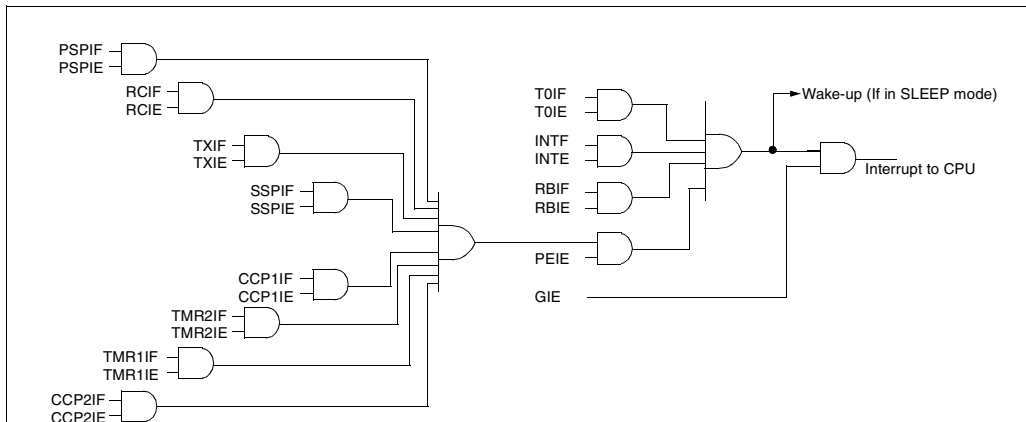 PSPIF
PSPIE
RCIF
RCIE
TXIF
TXIE
SSPIF
SSPIE
CCP1IF
CCP1IE
TMR2IF
TMR2IE
TMR1IF
TMR1IE
CCP2IF
CCP2IE
T0IF
T0IE
INTF
INTE
RBIF
RBIE
PEIE
GIE
Wake-up (If in SLEEP mode)
Interrupt to CPU